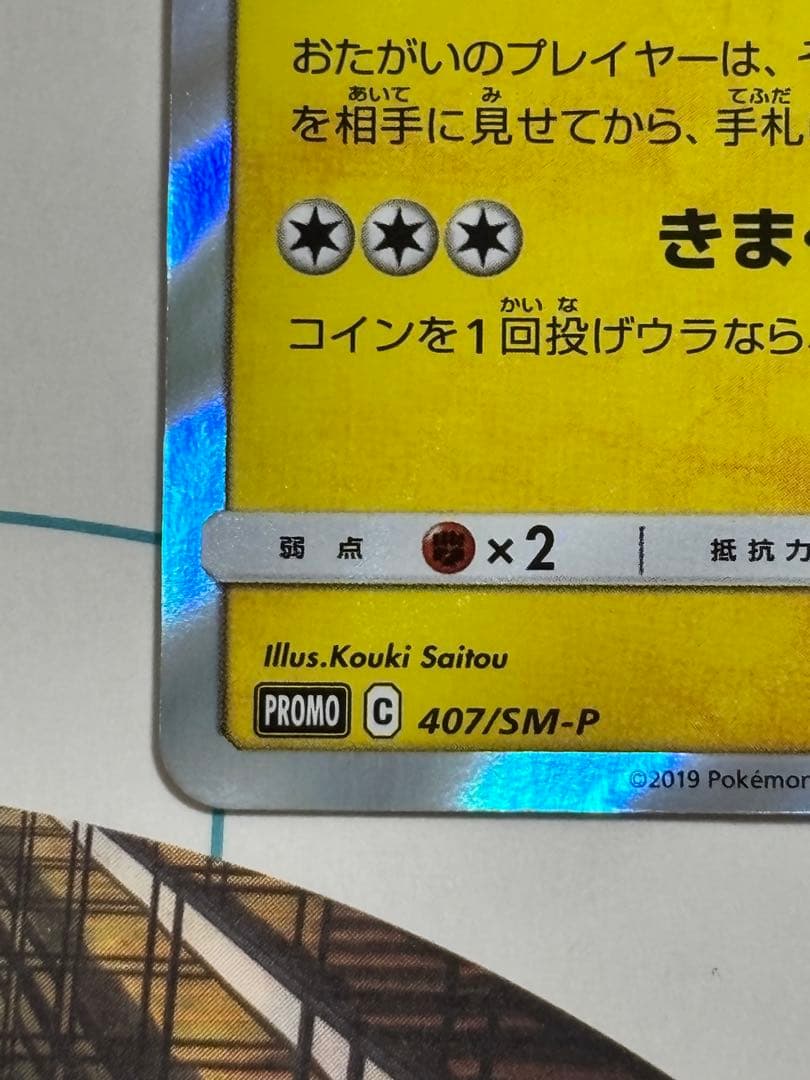 おたがいのプレイヤーは、
あいて み てふだ
を相手に見せてから、手札
きま
かい な
コインを1回投げウラなら
弱点 ×2 抵抗力
Illus.Kouki Saitou
PROMO C 407/SM-P
©2019 Pokémon